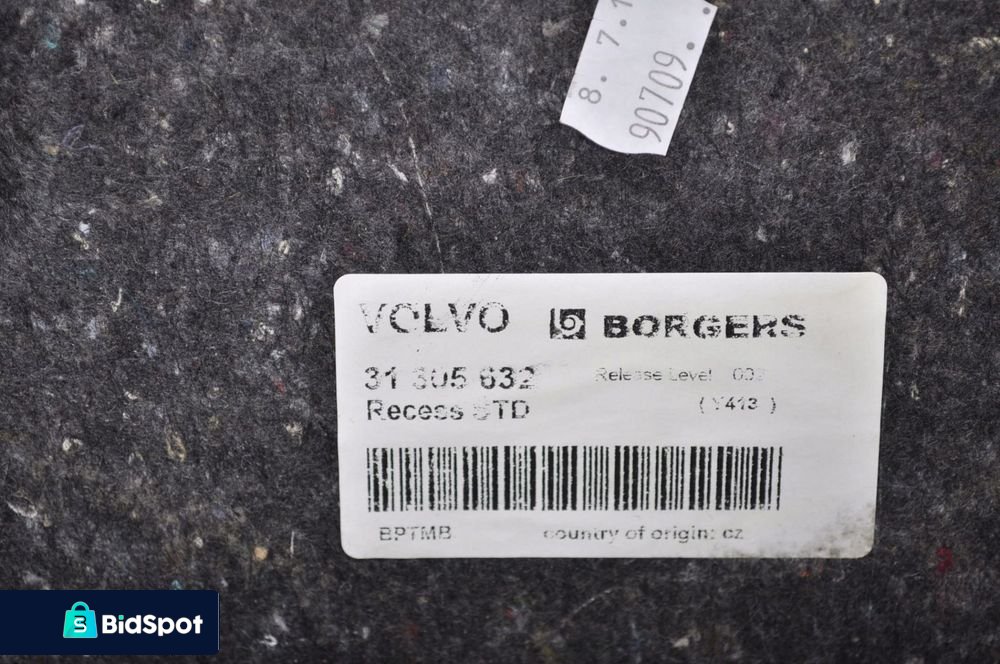 8. 7.1
90709.
VOLVO
BORGERS
31 305 632
Release Level
Recess STD
(Y413)
BPTMB
country of origin: cz
BidSpot